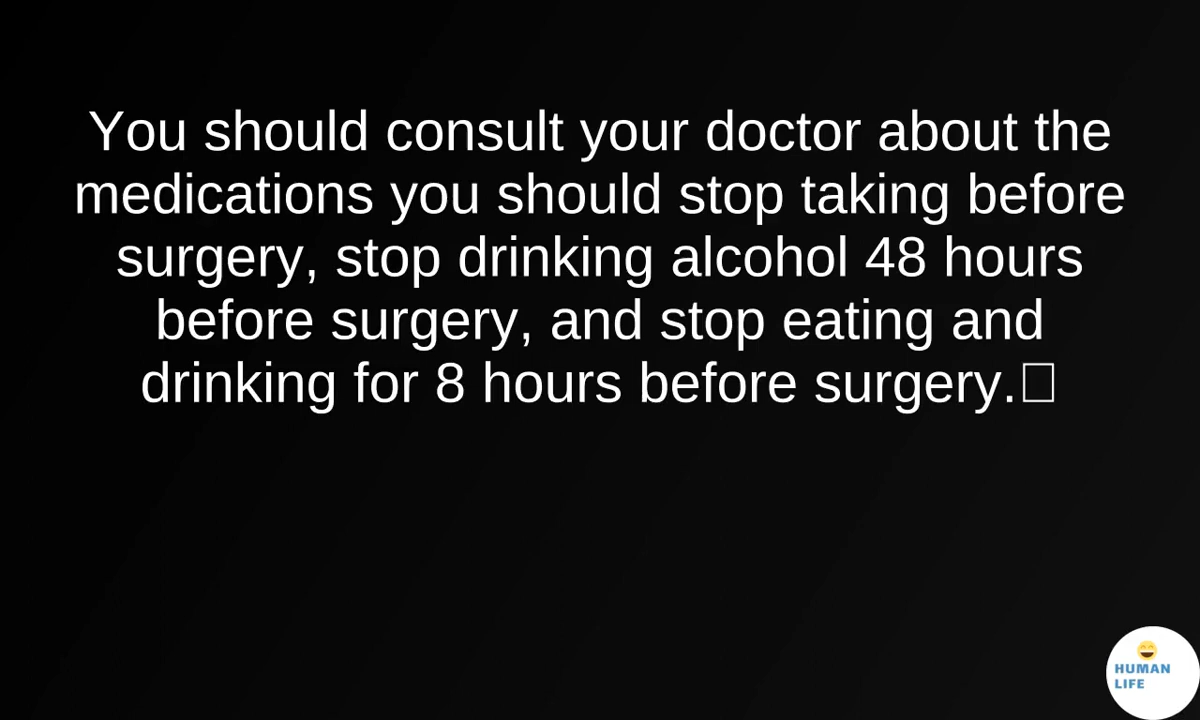 You should consult your doctor about the
medications you should stop taking before
surgery, stop drinking alcohol 48 hours
before surgery, and stop eating and
drinking for 8 hours before surgery.
HUMAN
LIFE